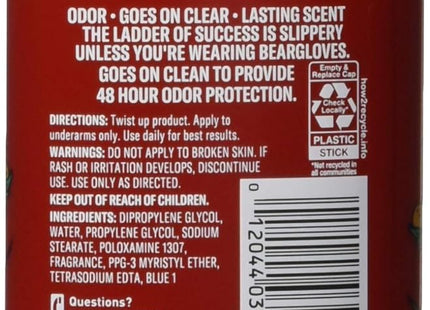 ODOR • GOES ON CLEAR • LASTING SCENT
THE LADDER OF SUCCESS IS SLIPPERY
UNLESS YOU'RE WEARING BEARGLOVES.
GOES ON CLEAN TO PROVIDE
48 HOUR ODOR PROTECTION.
Empty &
Replace Cap
Check
Locally*
PLASTIC
STICK
*Not recycled in
all communities
how2recycle.info
DIRECTIONS: Twist up product. Apply to
underarms only. Use daily for best results.
WARNINGS: DO NOT APPLY TO BROKEN SKIN. IF
RASH OR IRRITATION DEVELOPS, DISCONTINUE
USE. USE ONLY AS DIRECTED.
KEEP OUT OF REACH OF CHILDREN.
INGREDIENTS: DIPROPYLENE GLYCOL,
WATER, PROPYLENE GLYCOL, SODIUM
STEARATE, POLOXAMINE 1307,
FRAGRANCE, PPG-3 MYRISTYL ETHER,
TETRASODIUM EDTA, BLUE 1
Questions?
0 12044 03